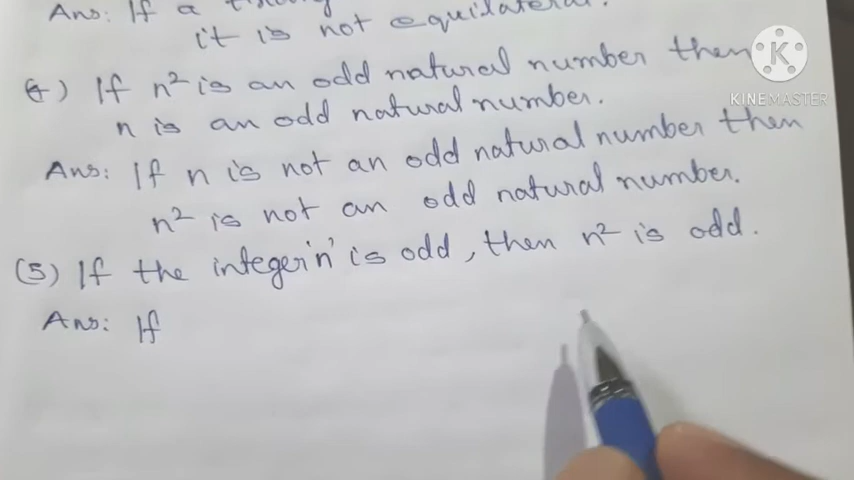 Ans: If a
it is not equilateral.
4) If n² is an odd natural number then
n is an odd natural number.
Ans: If n is not an odd natural number then
n² is not an odd natural number.
(5) If the integer 'n' is odd, then n² is odd.
Ans: If
KINEMASTER